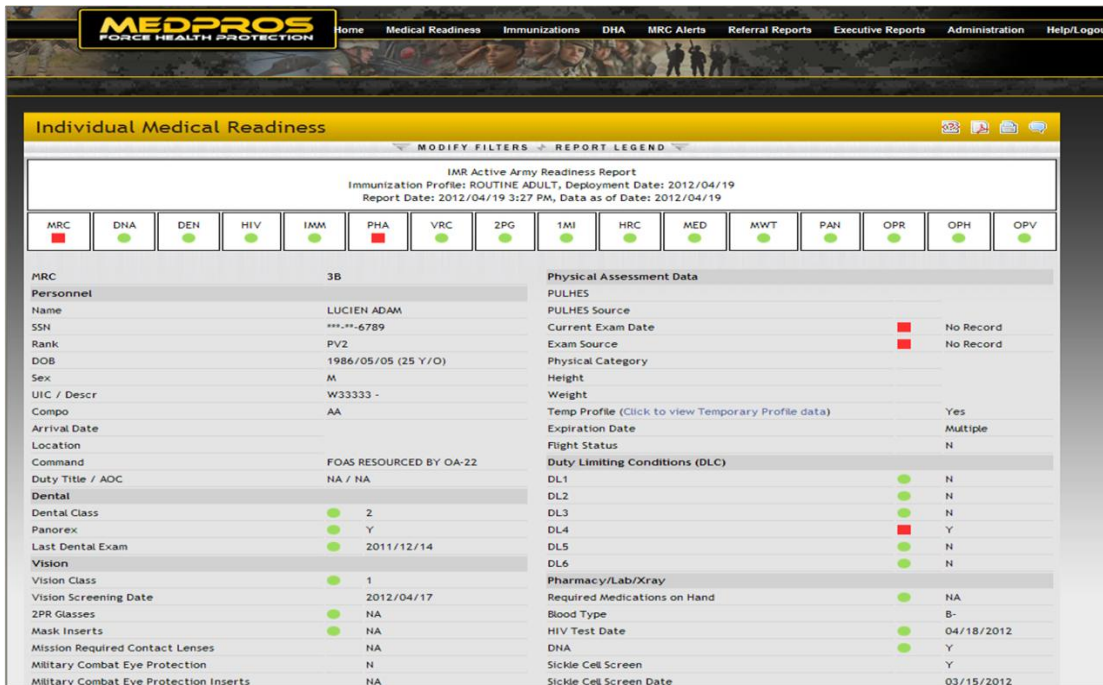 MEDPROS
FORCE HEALTH PROTECTION
Home Medical Readiness Immunizations DHA MRC Alerts Referral Reports Executive Reports Administration Help/Logou
Individual Medical Readiness
MODIFY FILTERS REPORT LEGEND
IMR Active Army Readiness Report
Immunization Profile: ROUTINE ADULT, Deployment Date: 2012/04/19
Report Date: 2012/04/19 3:27 PM, Data as of Date: 2012/04/19
MRC DNA DEN HIV IMM PHA VRC 2PG 1MI HRC MED MWT PAN OPR OPH OPV
MRC 3B
Personnel
Name LUCIEN ADAM
SSN ***-**-6789
Rank PV2
DOB 1986/05/05 (25 Y/O)
Sex M
UIC / Descr W33333 -
Compo AA
Arrival Date
Location
Command FOAS RESOURCED BY OA-22
Duty Title / AOC NA / NA
Dental
Dental Class 2
Panorex Y
Last Dental Exam 2011/12/14
Vision
Vision Class 1
Vision Screening Date 2012/04/17
2PR Glasses NA
Mask Inserts NA
Mission Required Contact Lenses NA
Military Combat Eye Protection N
Military Combat Eye Protection Inserts NA
Physical Assessment Data
PULHES
PULHES Source
Current Exam Date No Record
Exam Source No Record
Physical Category
Height
Weight
Temp Profile (Click to view Temporary Profile data) Yes
Expiration Date Multiple
Flight Status N
Duty Limiting Conditions (DLC)
DL1 N
DL2 N
DL3 N
DL4 Y
DL5 N
DL6 N
Pharmacy/Lab/Xray
Required Medications on Hand NA
Blood Type B-
HIV Test Date 04/18/2012
DNA Y
Sickle Cell Screen Y
Sickle Cell Screen Date 03/15/2012